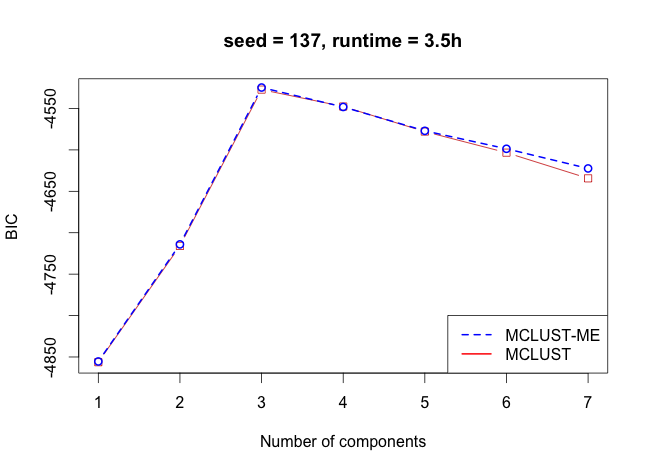 seed = 137, runtime = 3.5h
BIC
-4550
-4650
-4750
-4850
MCLUST-ME
MCLUST
1 2 3 4 5 6 7
Number of components